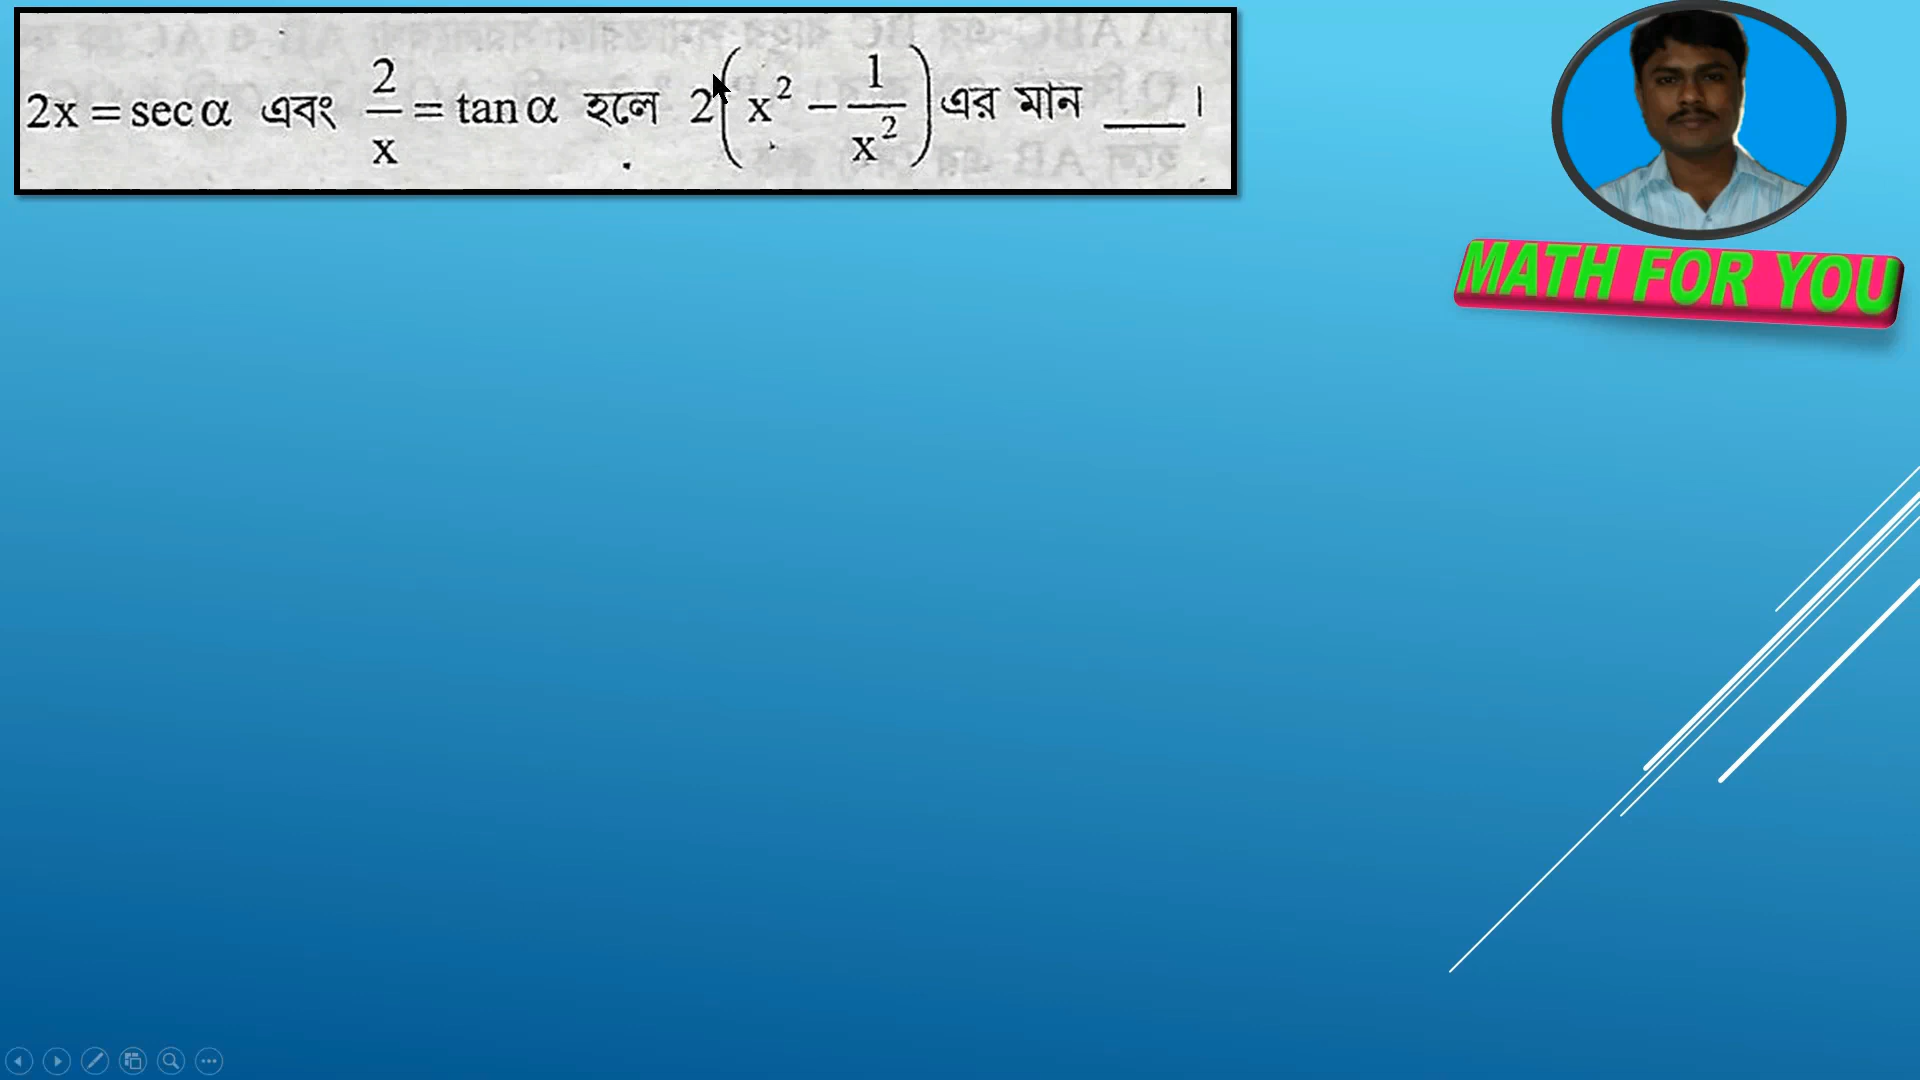 2x = sec α এবং 2/x = tan α হলে 2(x² − 1/x²) এর মান ____ ।
MATH FOR YOU